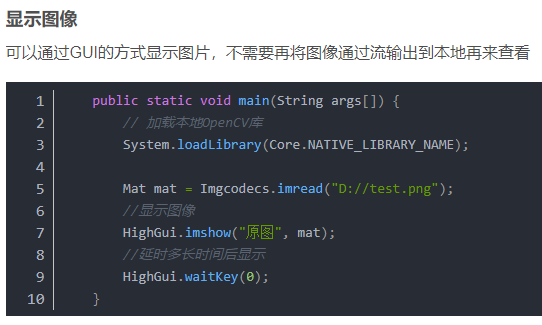 显示图像
可以通过GUI的方式显示图片，不需要再将图像通过流输出到本地再来查看
1 public static void main(String args[]) {
2 // 加载本地OpenCV库
3 System.loadLibrary(Core.NATIVE_LIBRARY_NAME);
4
5 Mat mat = Imgcodecs.imread("D://test.png");
6 //显示图像
7 HighGui.imshow("原图", mat);
8 //延时多长时间后显示
9 HighGui.waitKey(0);
10 }